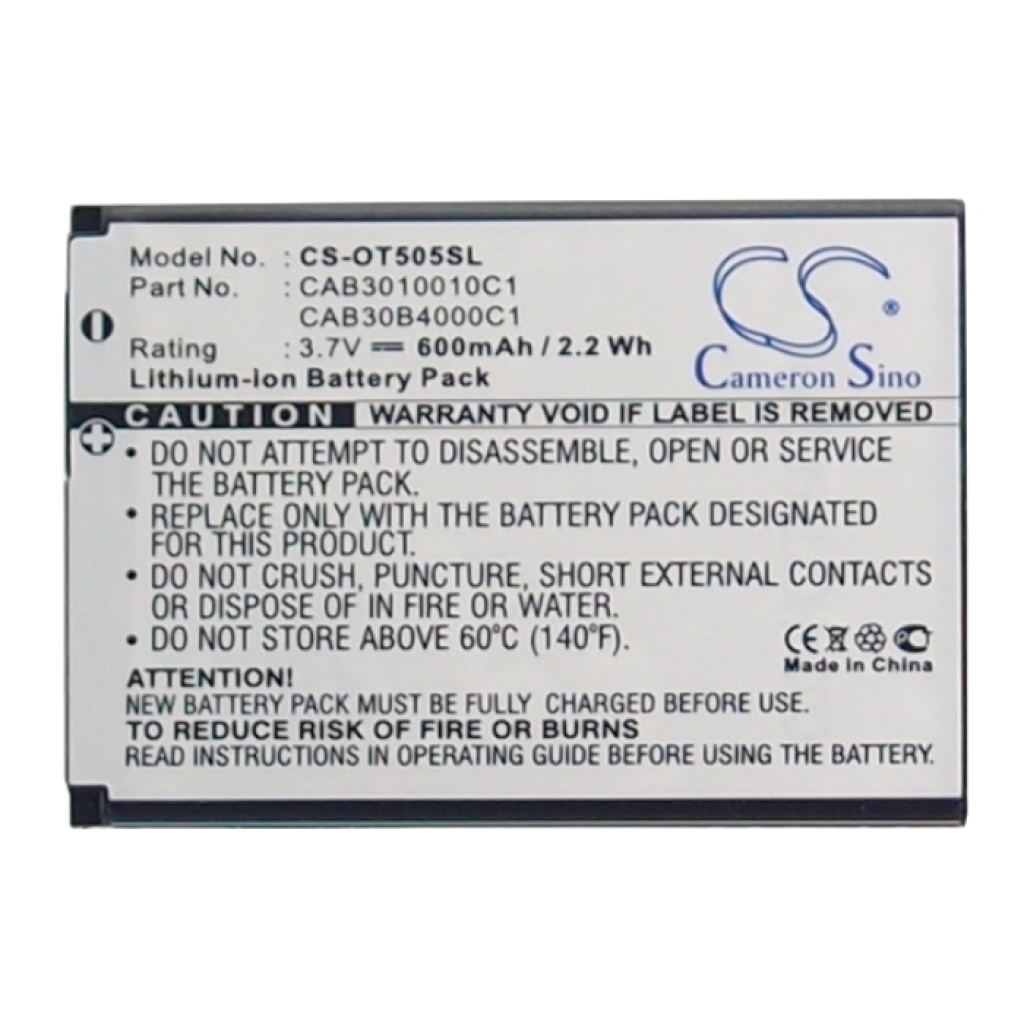 Model No. : CS-OT505SL
Part No. : CAB3010010C1
CAB30B4000C1
Rating : 3.7V ⎓ 600mAh / 2.2 Wh
Lithium-Ion Battery Pack
CS ®
Cameron Sino
CAUTION WARRANTY VOID IF LABEL IS REMOVED
• DO NOT ATTEMPT TO DISASSEMBLE, OPEN OR SERVICE
THE BATTERY PACK.
• REPLACE ONLY WITH THE BATTERY PACK DESIGNATED
FOR THIS PRODUCT.
• DO NOT CRUSH, PUNCTURE, SHORT EXTERNAL CONTACTS
OR DISPOSE OF IN FIRE OR WATER.
• DO NOT STORE ABOVE 60°C (140°F).
CE
Made In China
ATTENTION!
NEW BATTERY PACK MUST BE FULLY CHARGED BEFORE USE.
TO REDUCE RISK OF FIRE OR BURNS
READ INSTRUCTIONS IN OPERATING GUIDE BEFORE USING THE BATTERY.